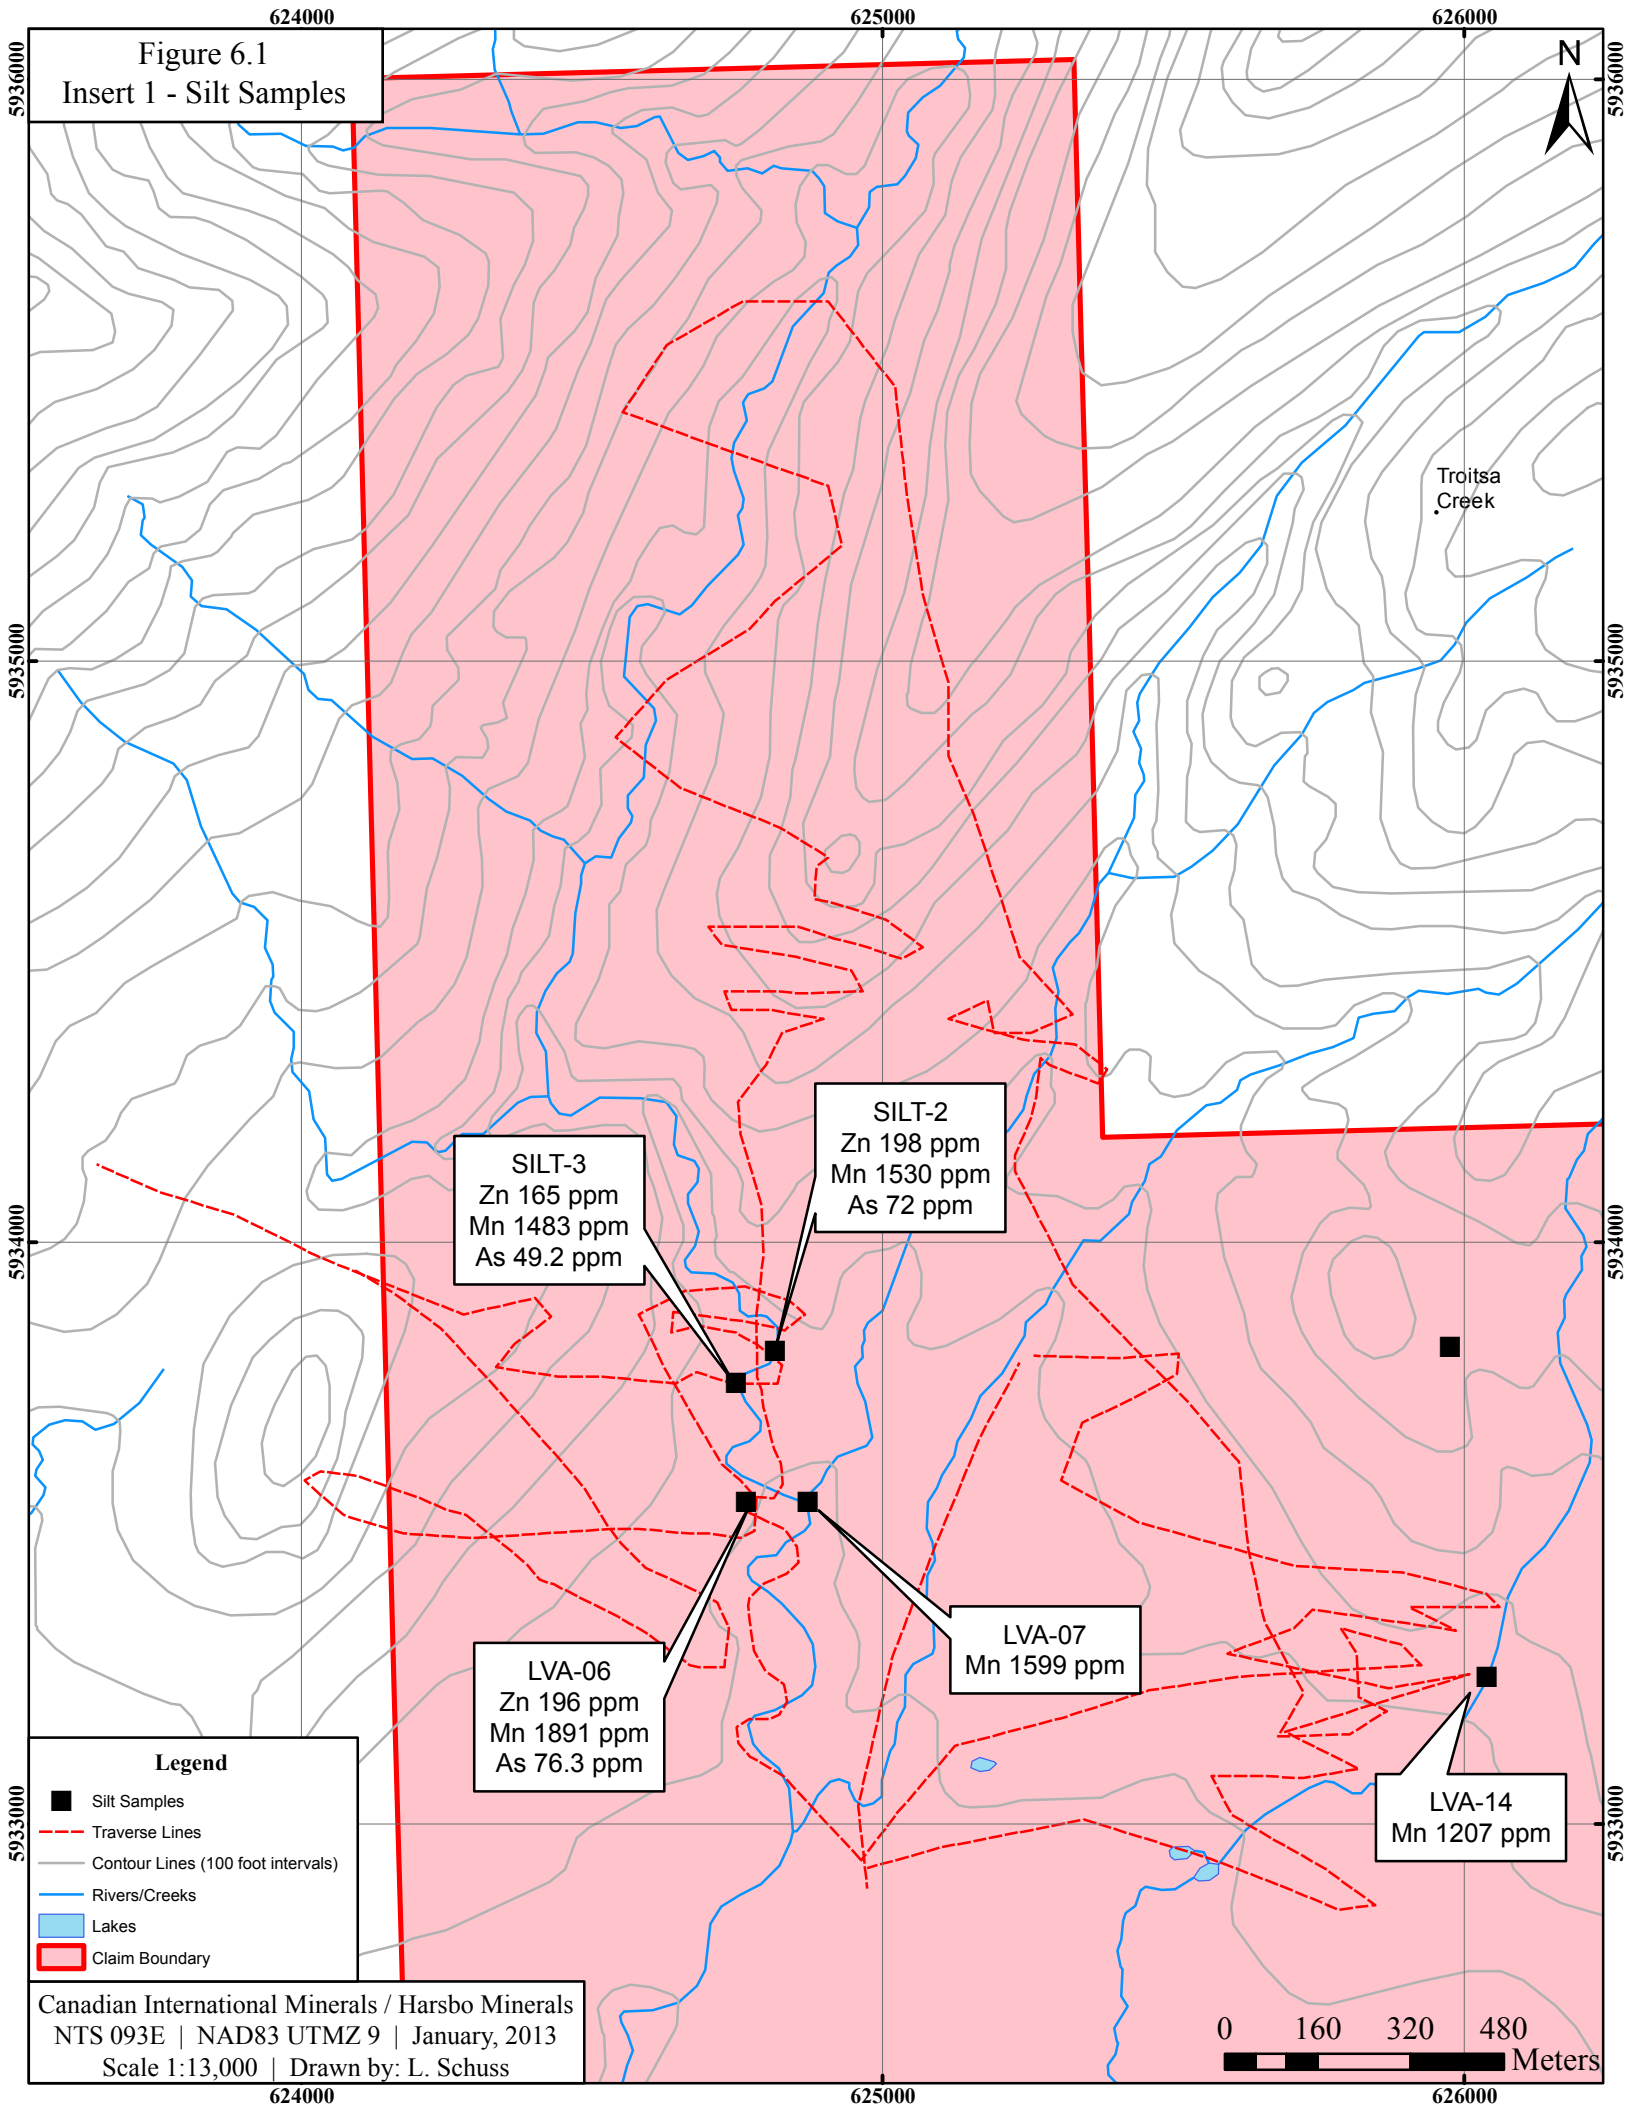 624000
625000
626000
Figure 6.1
Insert 1 - Silt Samples
N
5936000
5936000
Troitsa
Creek
5935000
5935000
SILT-2
Zn 198 ppm
Mn 1530 ppm
As 72 ppm
SILT-3
Zn 165 ppm
Mn 1483 ppm
As 49.2 ppm
5934000
5934000
LVA-07
Mn 1599 ppm
LVA-06
Zn 196 ppm
Mn 1891 ppm
As 76.3 ppm
LVA-14
Mn 1207 ppm
5933000
5933000
Legend
Silt Samples
Traverse Lines
Contour Lines (100 foot intervals)
Rivers/Creeks
Lakes
Claim Boundary
Canadian International Minerals / Harsbo Minerals
NTS 093E | NAD83 UTMZ 9 | January, 2013
Scale 1:13,000 | Drawn by: L. Schuss
0 160 320 480
Meters
624000
625000
626000